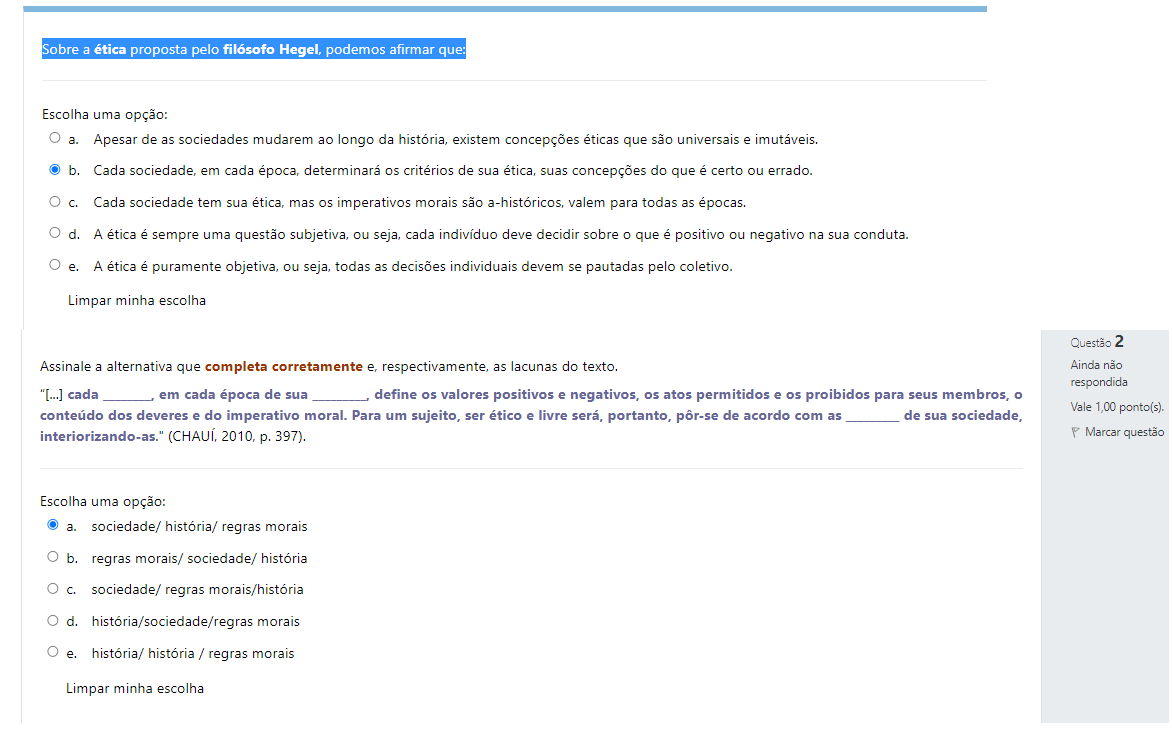 Sobre a ética proposta pelo filósofo Hegel, podemos afirmar que:
Escolha uma opção:
a. Apesar de as sociedades mudarem ao longo da história, existem concepções éticas que são universais e imutáveis.
b. Cada sociedade, em cada época, determinará os critérios de sua ética, suas concepções do que é certo ou errado.
c. Cada sociedade tem sua ética, mas os imperativos morais são a-históricos, valem para todas as épocas.
d. A ética é sempre uma questão subjetiva, ou seja, cada indivíduo deve decidir sobre o que é positivo ou negativo na sua conduta.
e. A ética é puramente objetiva, ou seja, todas as decisões individuais devem se pautadas pelo coletivo.
Limpar minha escolha
Questão 2
Ainda não
respondida
Vale 1,00 ponto(s).
Marcar questão
Assinale a alternativa que completa corretamente e, respectivamente, as lacunas do texto.
"[...] cada _______, em cada época de sua ________, define os valores positivos e negativos, os atos permitidos e os proibidos para seus membros, o
conteúdo dos deveres e do imperativo moral. Para um sujeito, ser ético e livre será, portanto, pôr-se de acordo com as ________ de sua sociedade,
interiorizando-as." (CHAUÍ, 2010, p. 397).
Escolha uma opção:
a. sociedade/ história/ regras morais
b. regras morais/ sociedade/ história
c. sociedade/ regras morais/história
d. história/sociedade/regras morais
e. história/ história / regras morais
Limpar minha escolha